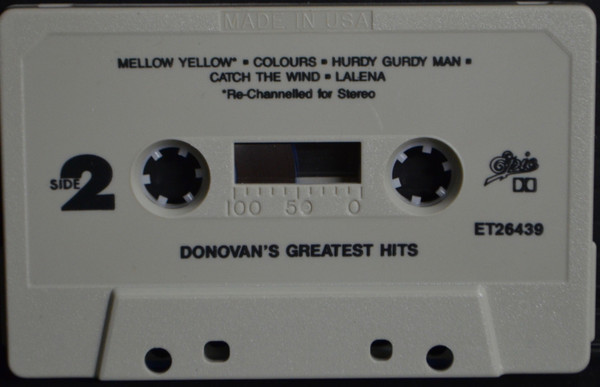 MADE IN USA
MELLOW YELLOW* ▪ COLOURS ▪ HURDY GURDY MAN ▪
CATCH THE WIND ▪ LALENA
*Re-Channelled for Stereo
SIDE 2
Epic
100 50 0
ET26439
DONOVAN'S GREATEST HITS